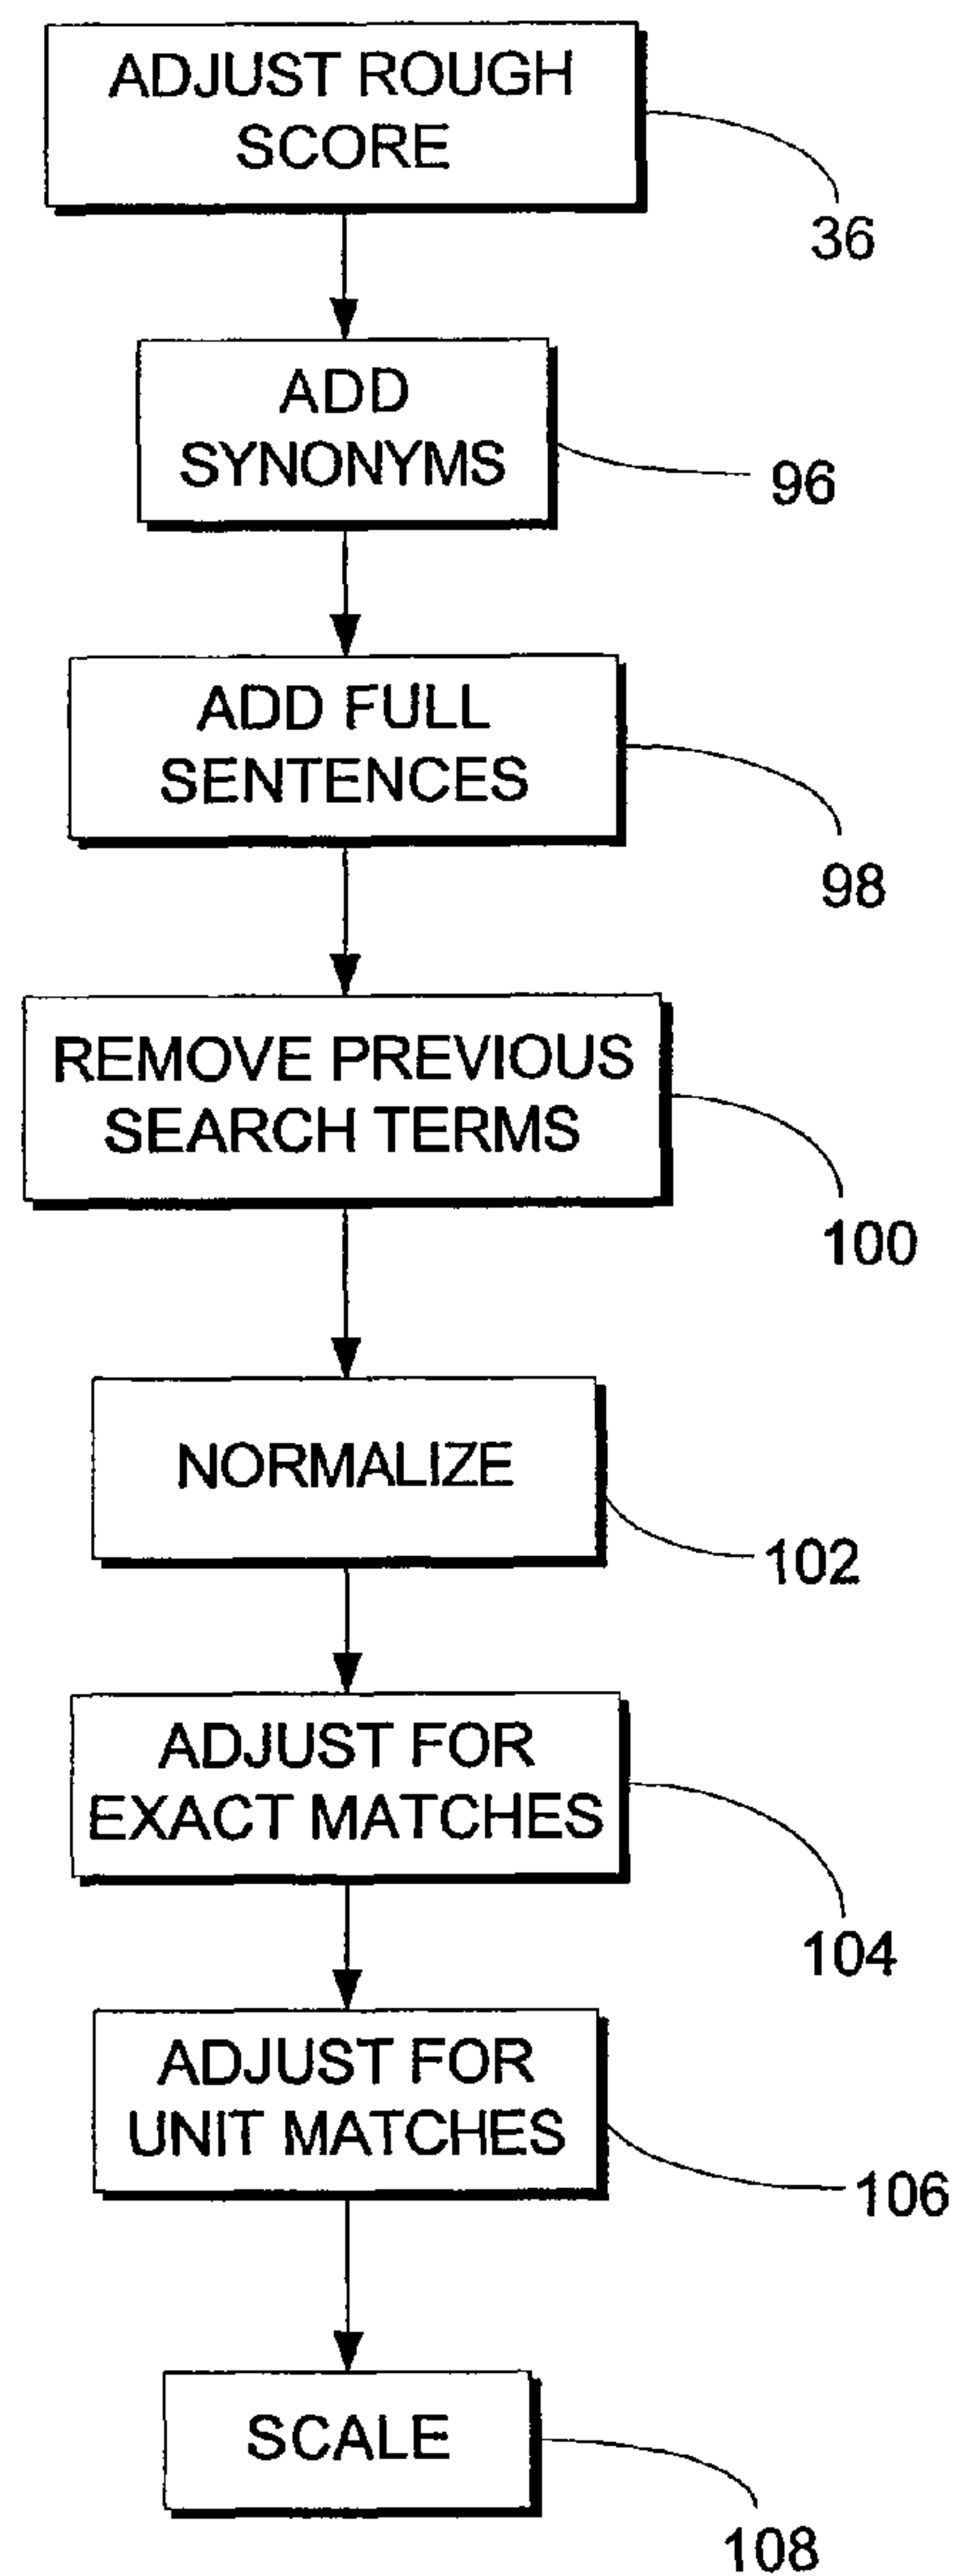 ADJUST ROUGH
SCORE
36
ADD
SYNONYMS
96
ADD FULL
SENTENCES
98
REMOVE PREVIOUS
SEARCH TERMS
100
NORMALIZE
102
ADJUST FOR
EXACT MATCHES
104
ADJUST FOR
UNIT MATCHES
106
SCALE
108